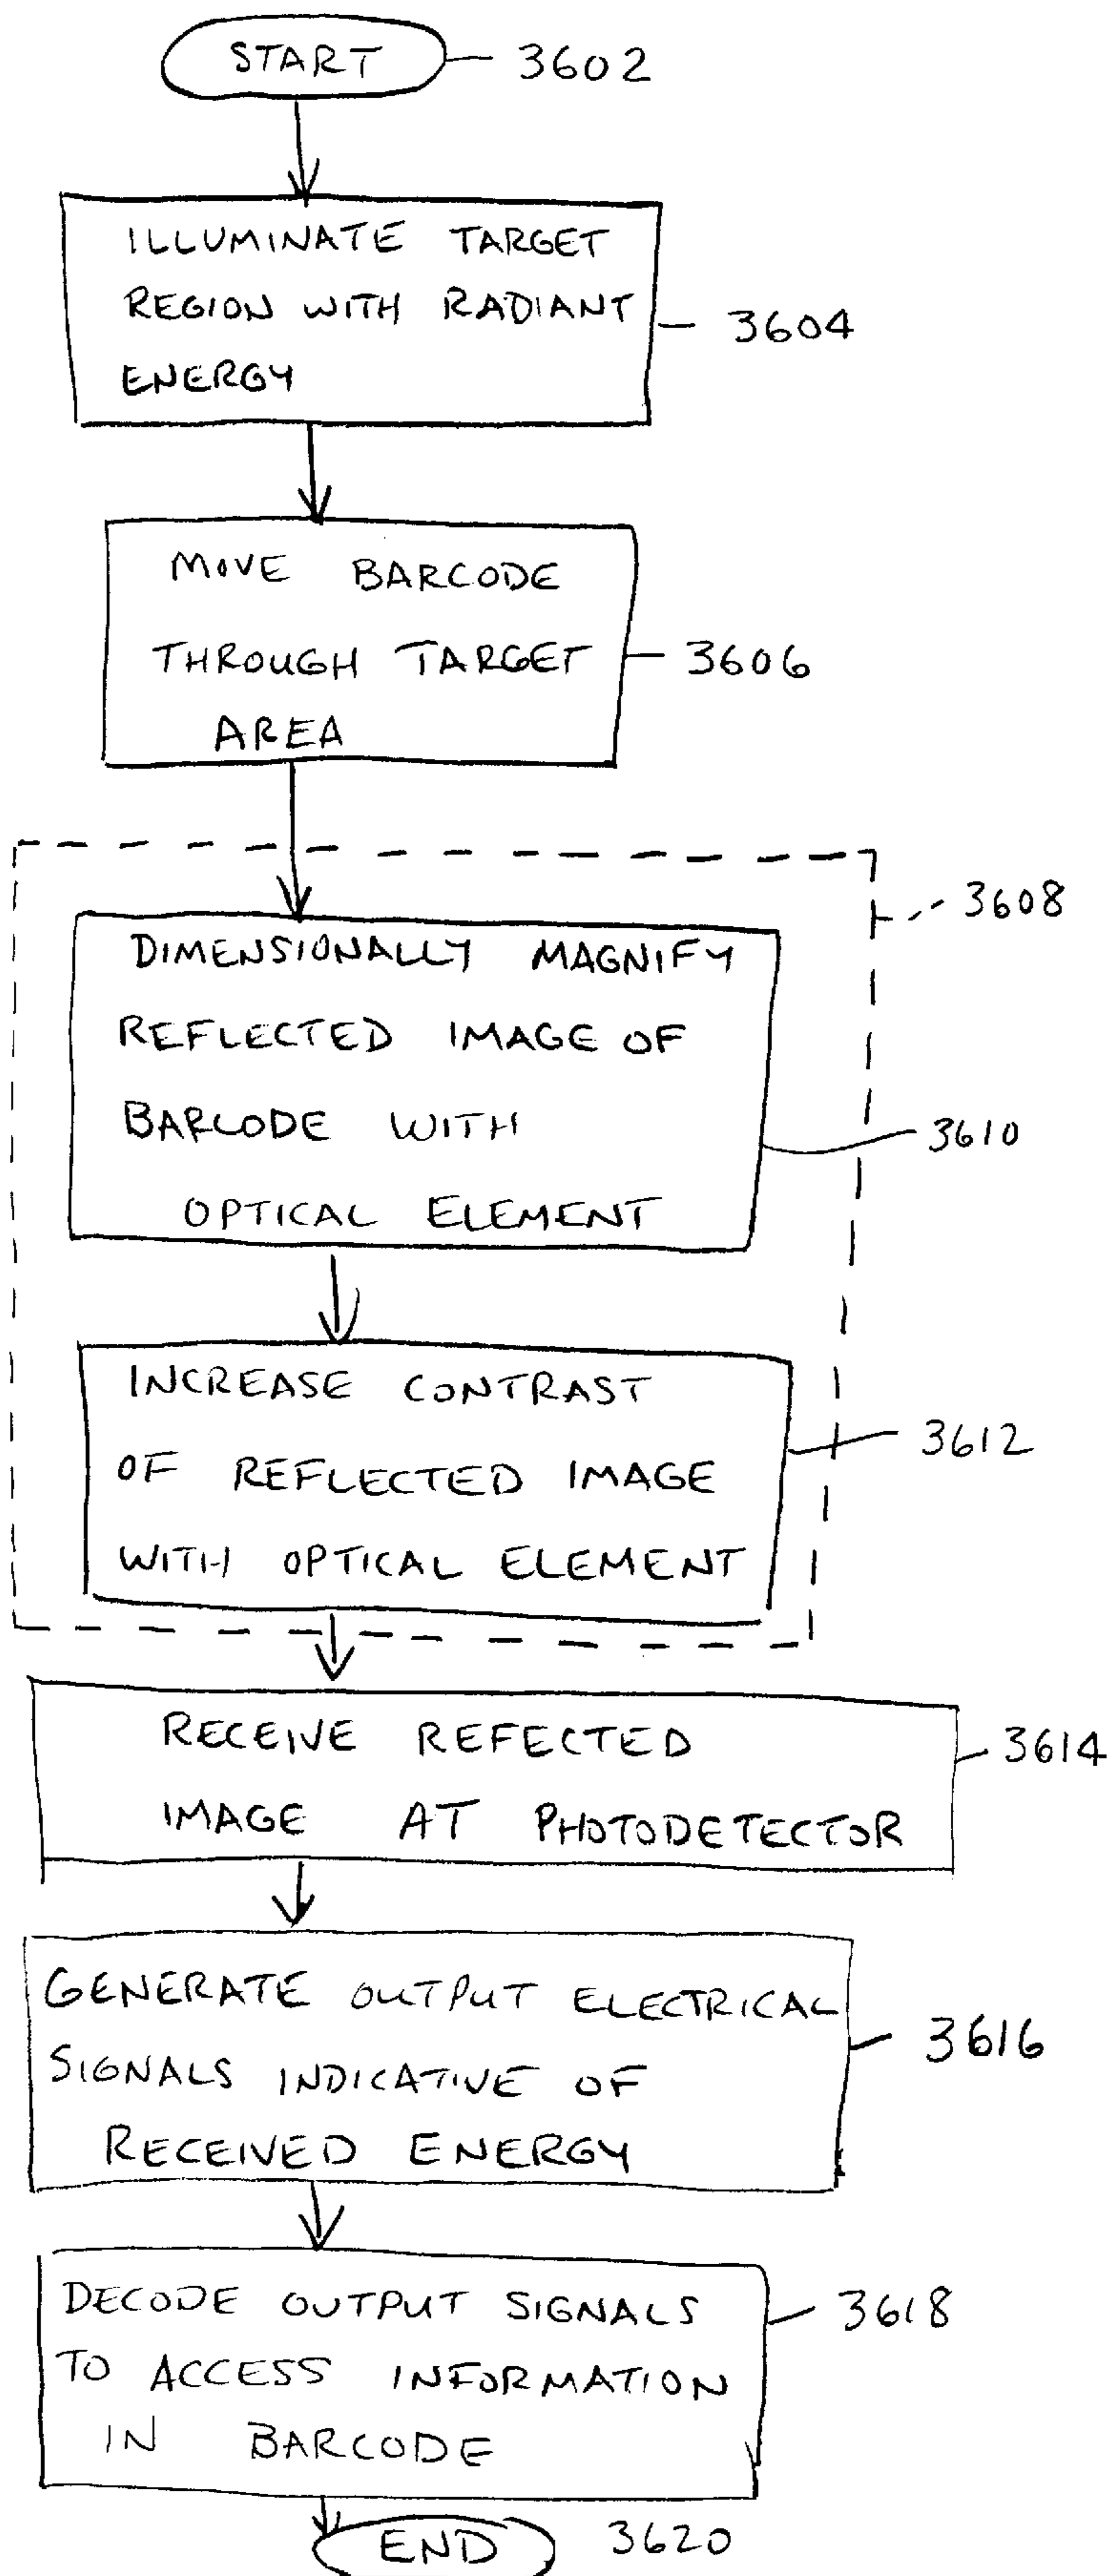 START 3602
ILLUMINATE TARGET
REGION WITH RADIANT
ENERGY
3604
MOVE BARCODE
THROUGH TARGET
AREA
3606
3608
DIMENSIONALLY MAGNIFY
REFLECTED IMAGE OF
BARCODE WITH
OPTICAL ELEMENT
3610
INCREASE CONTRAST
OF REFLECTED IMAGE
WITH OPTICAL ELEMENT
3612
RECEIVE REFECTED
IMAGE AT PHOTODETECTOR
3614
GENERATE OUTPUT ELECTRICAL
SIGNALS INDICATIVE OF
RECEIVED ENERGY
3616
DECODE OUTPUT SIGNALS
TO ACCESS INFORMATION
IN BARCODE
3618
END 3620